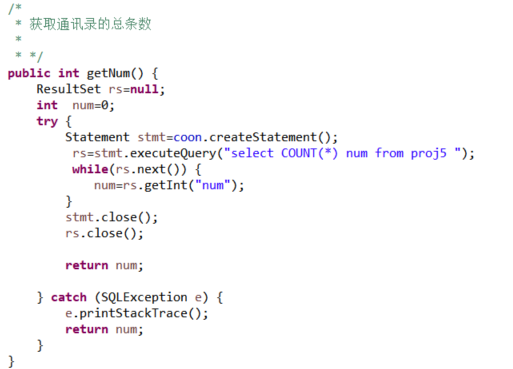 /*
 * 获取通讯录的总条数
 *
 * */
public int getNum() {
    ResultSet rs=null;
    int  num=0;
    try {
        Statement stmt=coon.createStatement();
         rs=stmt.executeQuery("select COUNT(*) num from proj5 ");
         while(rs.next()) {
            num=rs.getInt("num");
        }
        stmt.close();
        rs.close();

        return num;

    } catch (SQLException e) {
        e.printStackTrace();
        return num;
    }
}